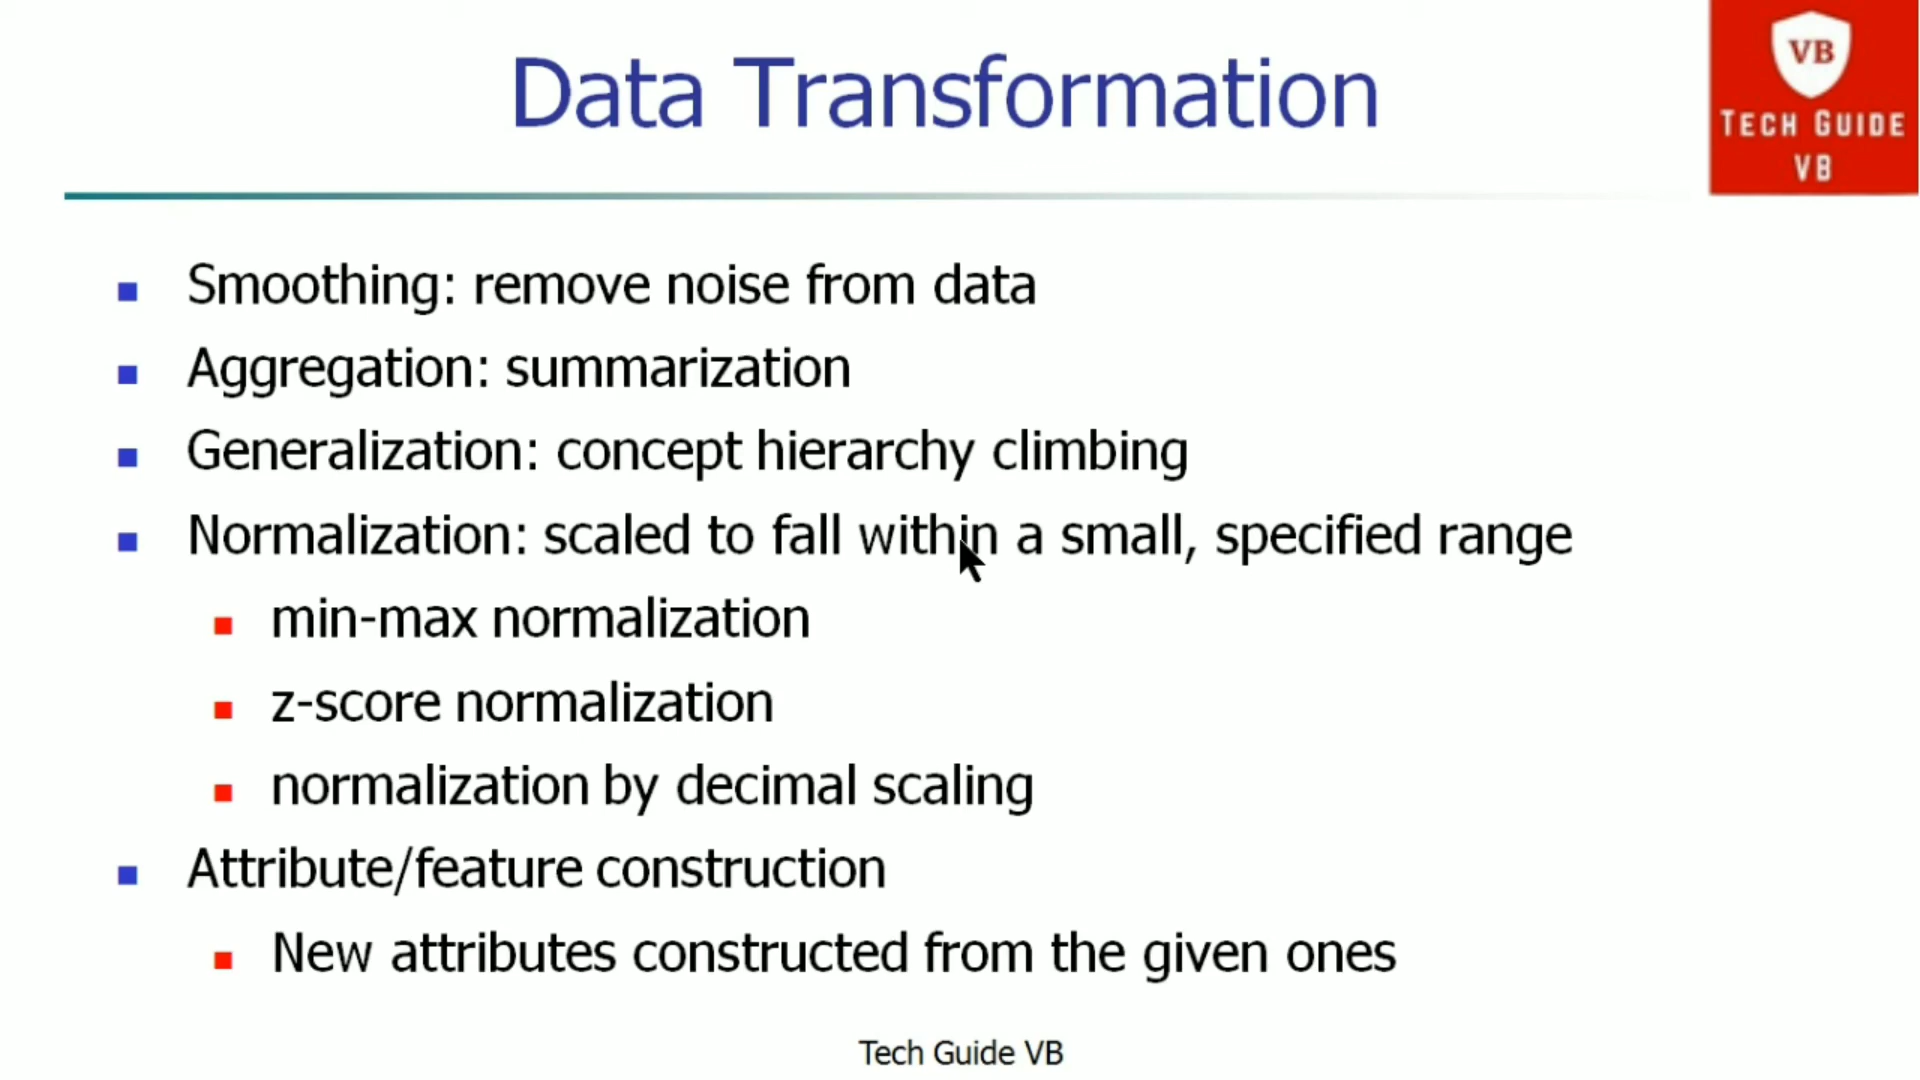 Data Transformation
VB
TECH GUIDE
VB
Smoothing: remove noise from data
Aggregation: summarization
Generalization: concept hierarchy climbing
Normalization: scaled to fall within a small, specified range
min-max normalization
z-score normalization
normalization by decimal scaling
Attribute/feature construction
New attributes constructed from the given ones
Tech Guide VB